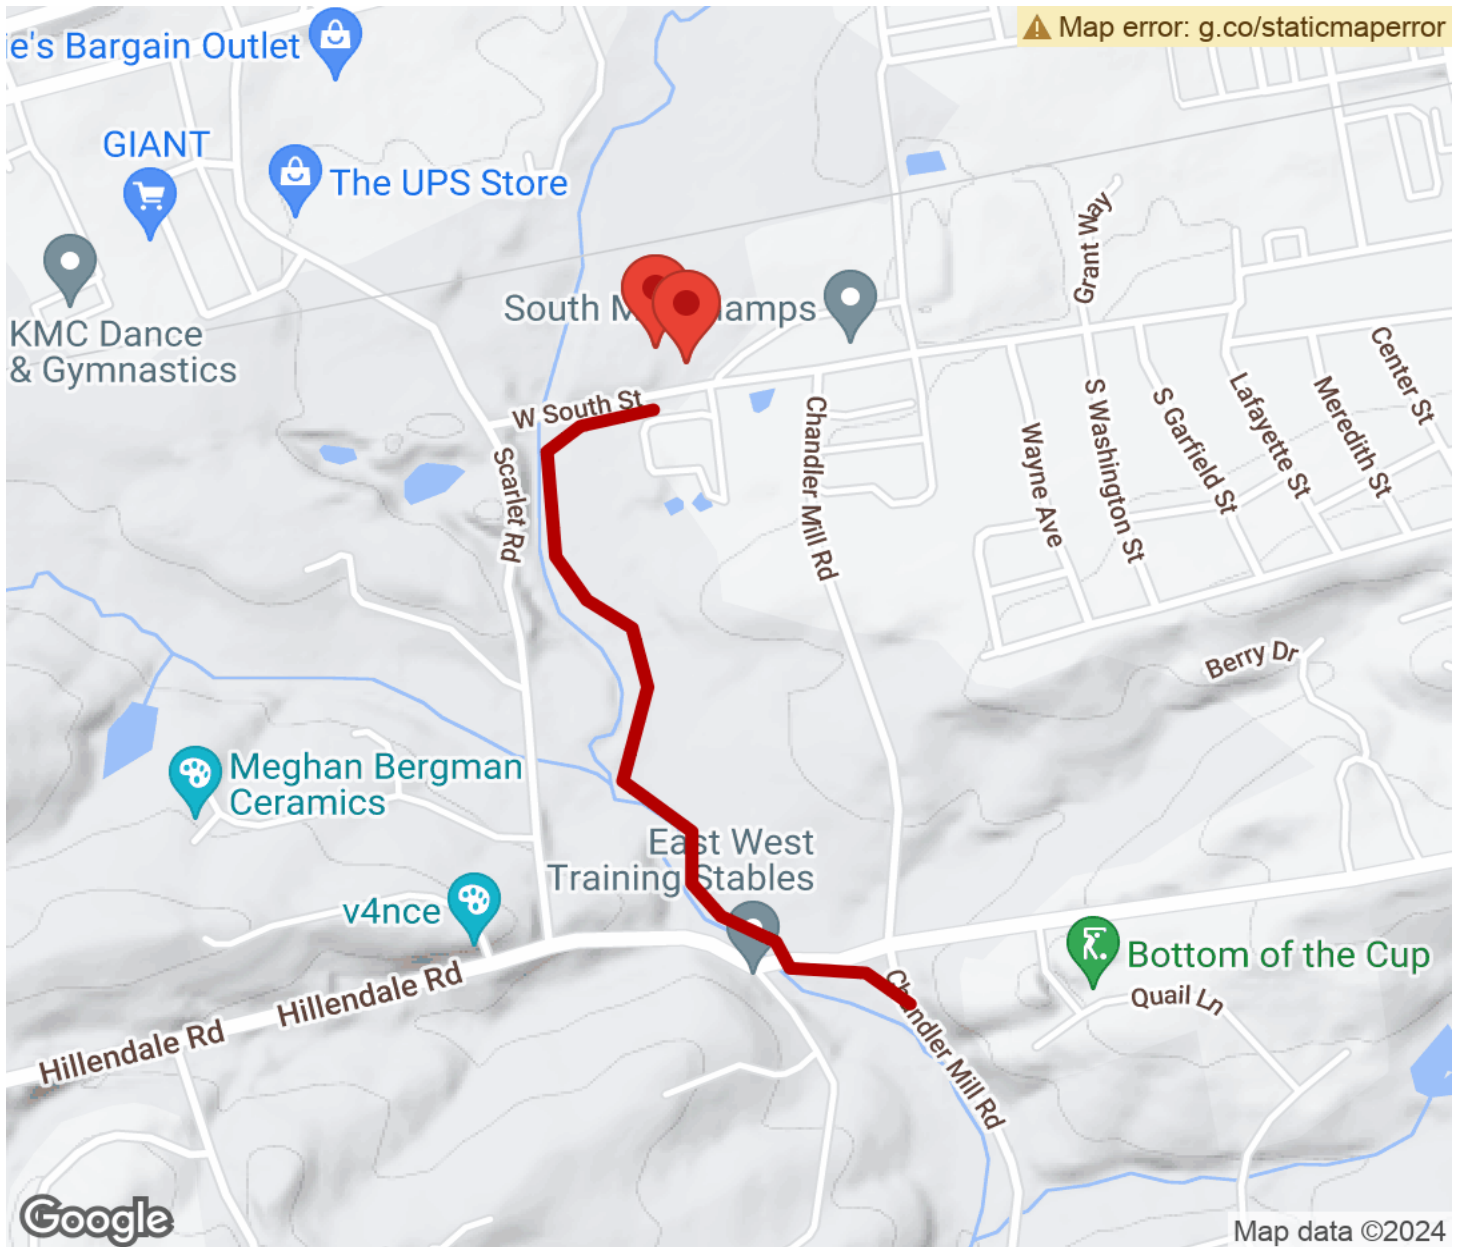 Map error: g.co/staticmaperror
ie's Bargain Outlet
GIANT
The UPS Store
Grant Way
KMC Dance
& Gymnastics
South M
amps
W South St
Scarlet Rd
Chandler Mill Rd
Wayne Ave
S Washington St
S Garfield St
Lafayette St
Meredith St
Center St
Berry Dr
Meghan Bergman
Ceramics
East West
Training Stables
v4nce
Bottom of the Cup
Quail Ln
Hillendale Rd
Hillendale Rd
Chandler Mill Rd
Google
Map data ©2024